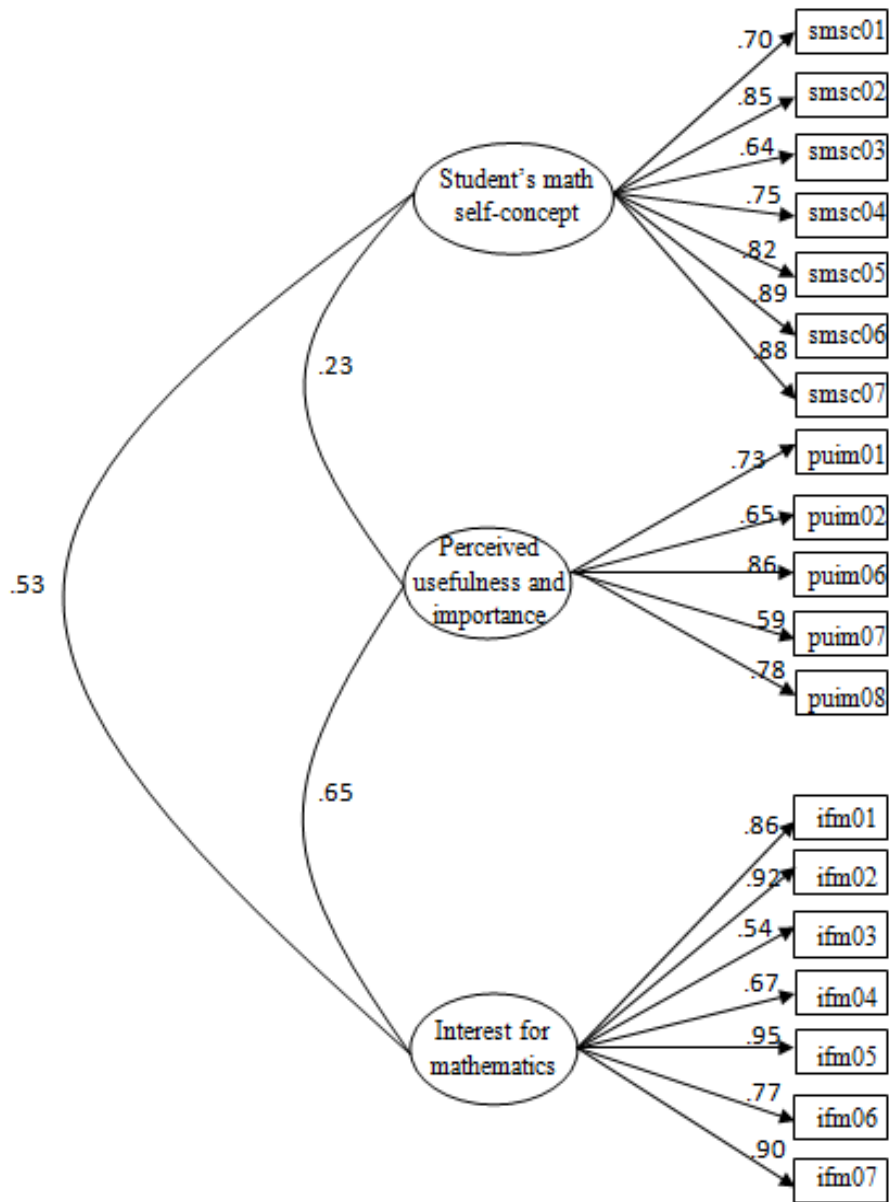 .70
smsc01
.85
smsc02
.64
smsc03
Student's math
self-concept
.75
smsc04
.82
smsc05
.89
smsc06
.88
smsc07
.23
.73
puim01
.65
puim02
Perceived
usefulness and
importance
.86
puim06
.59
puim07
.78
puim08
.53
.65
.86
ifm01
.92
ifm02
.54
ifm03
.67
ifm04
Interest for
mathematics
.95
ifm05
.77
ifm06
.90
ifm07